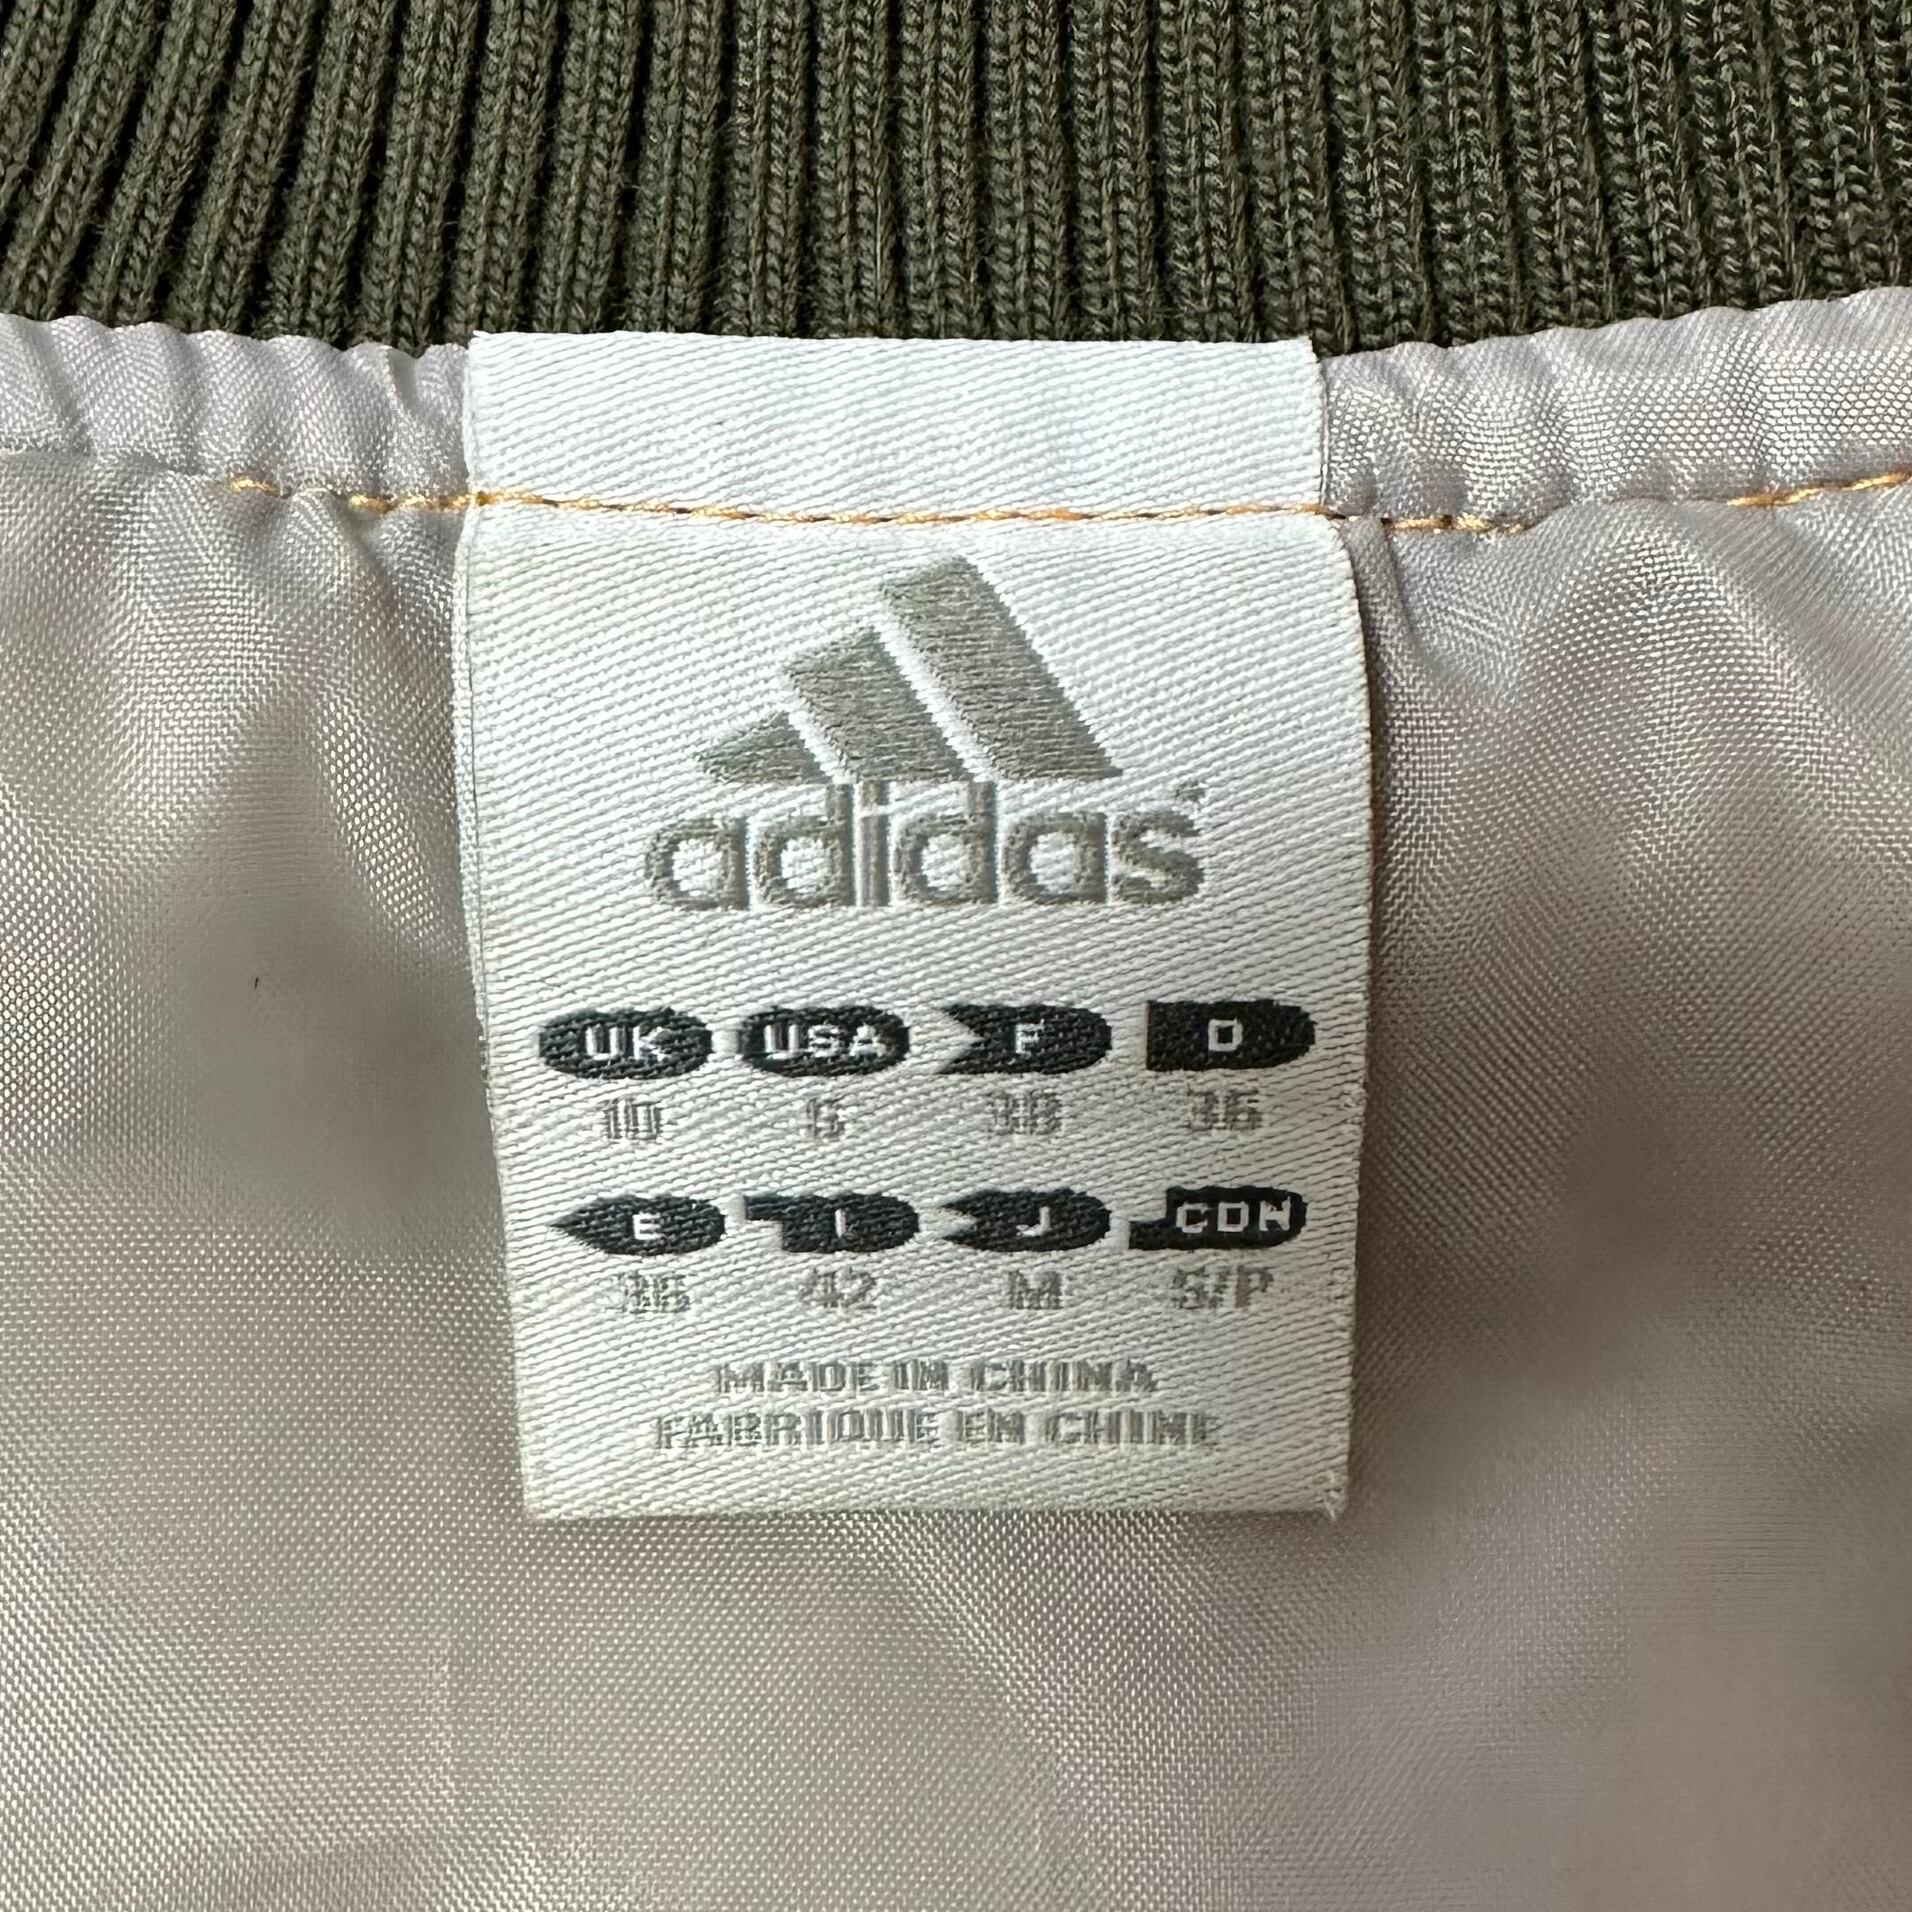 adidas
UK USA F D
10 6 38 36
E I J CDN
36 42 M S/P
MADE IN CHINA
FABRIQUE EN CHINE